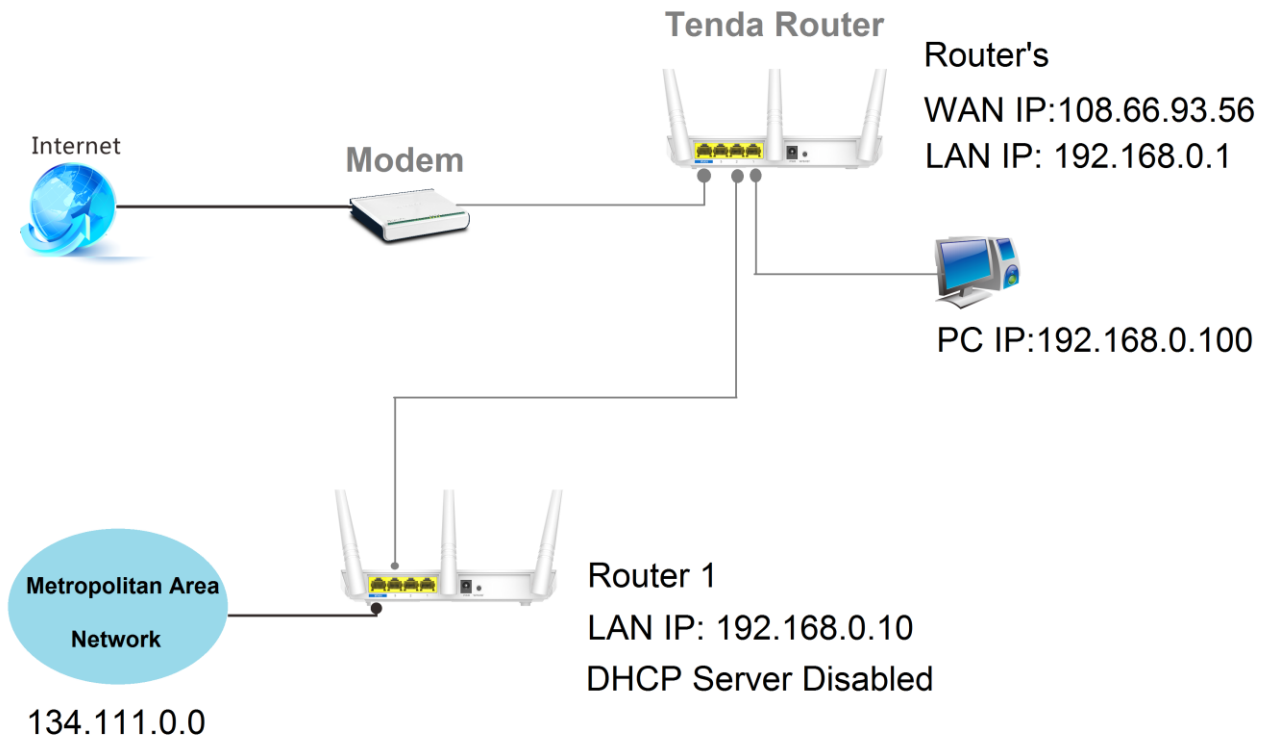 Tenda Router
Router's
WAN IP:108.66.93.56
LAN IP: 192.168.0.1
Internet
Modem
PC IP:192.168.0.100
Metropolitan Area
Network
134.111.0.0
Router 1
LAN IP: 192.168.0.10
DHCP Server Disabled